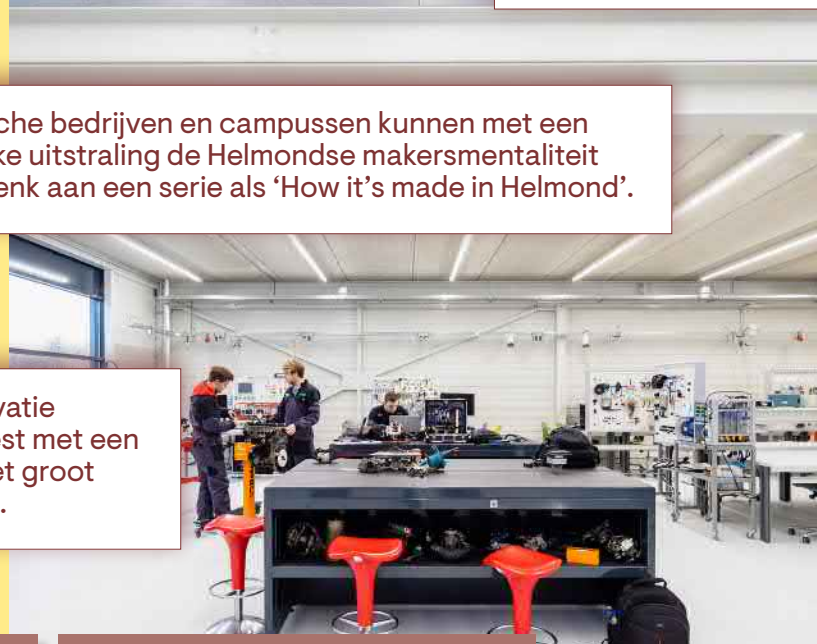 che bedrijven en campussen kunnen met een
ke uitstraling de Helmondse makersmentaliteit
enk aan een serie als ‘How it’s made in Helmond’.
vatie
est met een
et groot
.